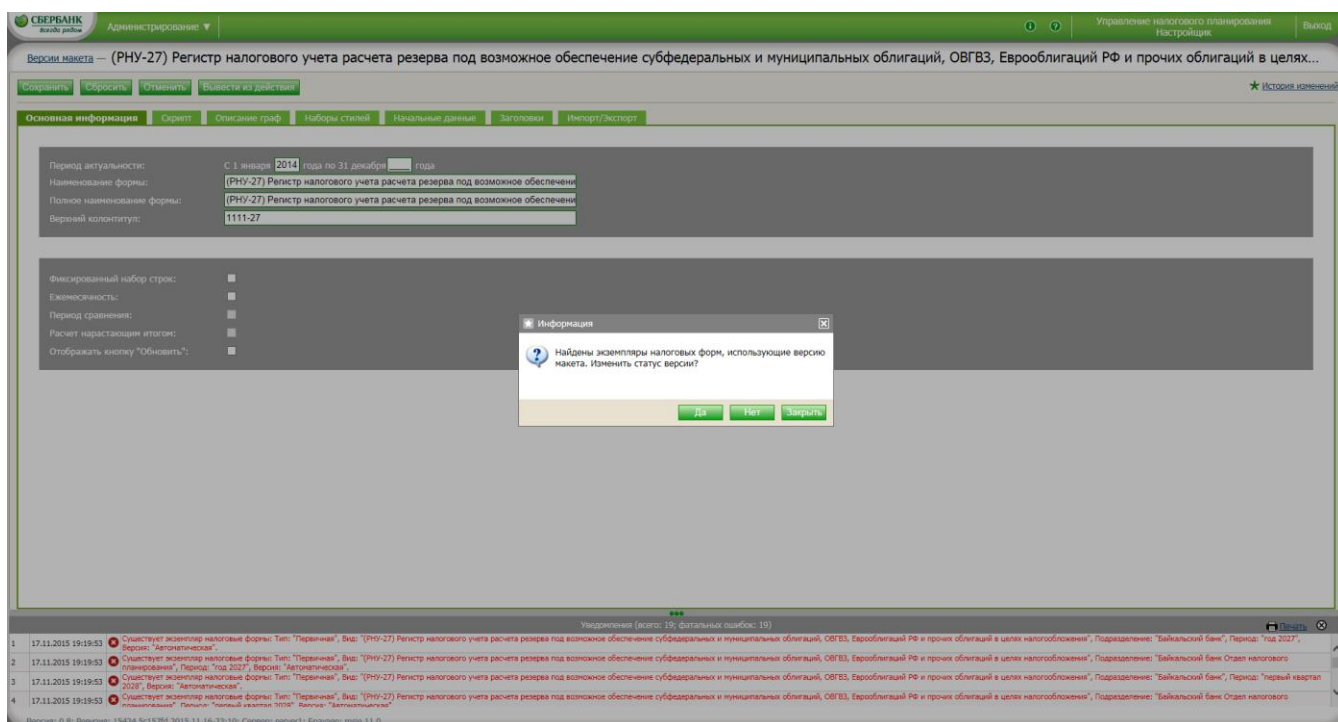 СБЕРБАНК
Всегда рядом
Администрирование ▼
Управление налогового планирования
Настройщик
Выход
Версии макета — (РНУ-27) Регистр налогового учета расчета резерва под возможное обеспечение субфедеральных и муниципальных облигаций, ОВГВЗ, Еврооблигаций РФ и прочих облигаций в целях...
Сохранить Сбросить Отменить Вывести из действия История изменений
Основная информация Скрипт Описание граф Наборы стилей Начальные данные Заголовки Импорт/Экспорт
Период актуальности: С 1 января 2014 года по 31 декабря ____ года
Наименование формы: (РНУ-27) Регистр налогового учета расчета резерва под возможное обеспечени
Полное наименование формы: (РНУ-27) Регистр налогового учета расчета резерва под возможное обеспечени
Верхний колонтитул: 1111-27
Фиксированный набор строк:
Ежемесячность:
Период сравнения:
Расчет нарастающим итогом:
Отображать кнопку "Обновить":
Информация
Найдены экземпляры налоговых форм, использующие версию
макета. Изменить статус версии?
Да Нет Закрыть
Уведомления (всего: 19; фатальных ошибок: 19)
Печать
1 17.11.2015 19:19:53 Существует экземпляр налоговые формы: Тип: "Первичная", Вид: "(РНУ-27) Регистр налогового учета расчета резерва под возможное обеспечение субфедеральных и муниципальных облигаций, ОВГВЗ, Еврооблигаций РФ и прочих облигаций в целях налогообложения", Подразделение: "Байкальский банк", Период: "год 2027",
Версия: "Автоматическая".
2 17.11.2015 19:19:53 Существует экземпляр налоговые формы: Тип: "Первичная", Вид: "(РНУ-27) Регистр налогового учета расчета резерва под возможное обеспечение субфедеральных и муниципальных облигаций, ОВГВЗ, Еврооблигаций РФ и прочих облигаций в целях налогообложения", Подразделение: "Байкальский банк Отдел налогового
планирования", Период: "год 2027", Версия: "Автоматическая".
3 17.11.2015 19:19:53 Существует экземпляр налоговые формы: Тип: "Первичная", Вид: "(РНУ-27) Регистр налогового учета расчета резерва под возможное обеспечение субфедеральных и муниципальных облигаций, ОВГВЗ, Еврооблигаций РФ и прочих облигаций в целях налогообложения", Подразделение: "Байкальский банк", Период: "первый квартал
2028", Версия: "Автоматическая".
4 17.11.2015 19:19:53 Существует экземпляр налоговые формы: Тип: "Первичная", Вид: "(РНУ-27) Регистр налогового учета расчета резерва под возможное обеспечение субфедеральных и муниципальных облигаций, ОВГВЗ, Еврооблигаций РФ и прочих облигаций в целях налогообложения", Подразделение: "Байкальский банк Отдел налогового
планирования", Период: "первый квартал 2028", Версия: "Автоматическая".